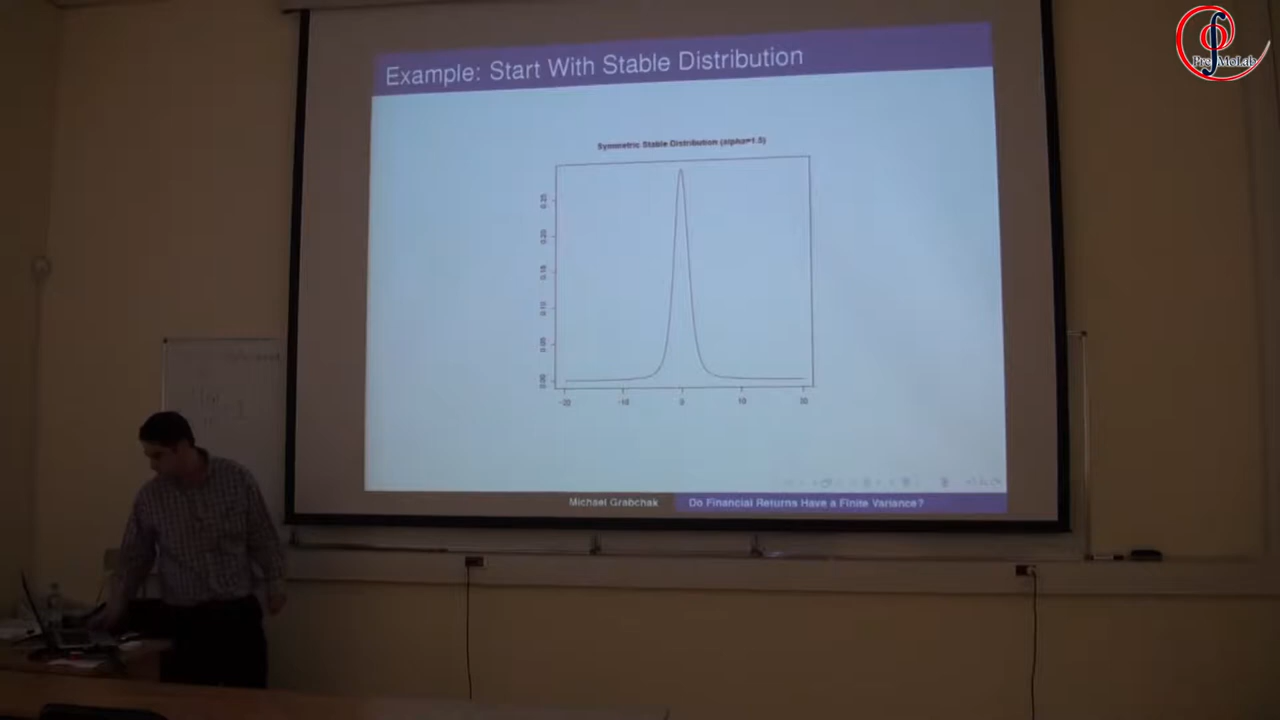 PreMoLab
Example: Start With Stable Distribution
Symmetric Stable Distribution (alpha=1.5)
0.25
0.20
0.15
0.10
0.05
0.00
-20 -10 0 10
Michael Grabchak Do Financial Returns Have a Finite Variance?